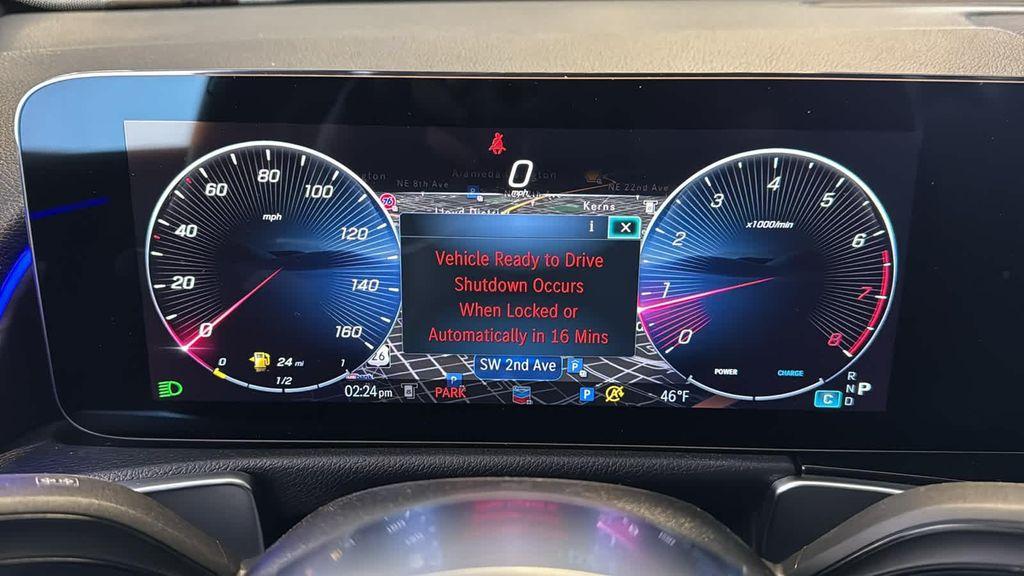 0
mph
NE 8th Ave
NE 22nd Ave
76
Kerns
i X
Vehicle Ready to Drive
Shutdown Occurs
When Locked or
Automatically in 16 Mins
0
20
40
60
80
100
120
140
160
mph
0
1
2
3
4
5
6
7
8
x1000/min
POWER
CHARGE
0
24 mi
1/2
1
26
SW 2nd Ave
P
02:24pm
P
PARK
P
46°F
C
R
N
D
P